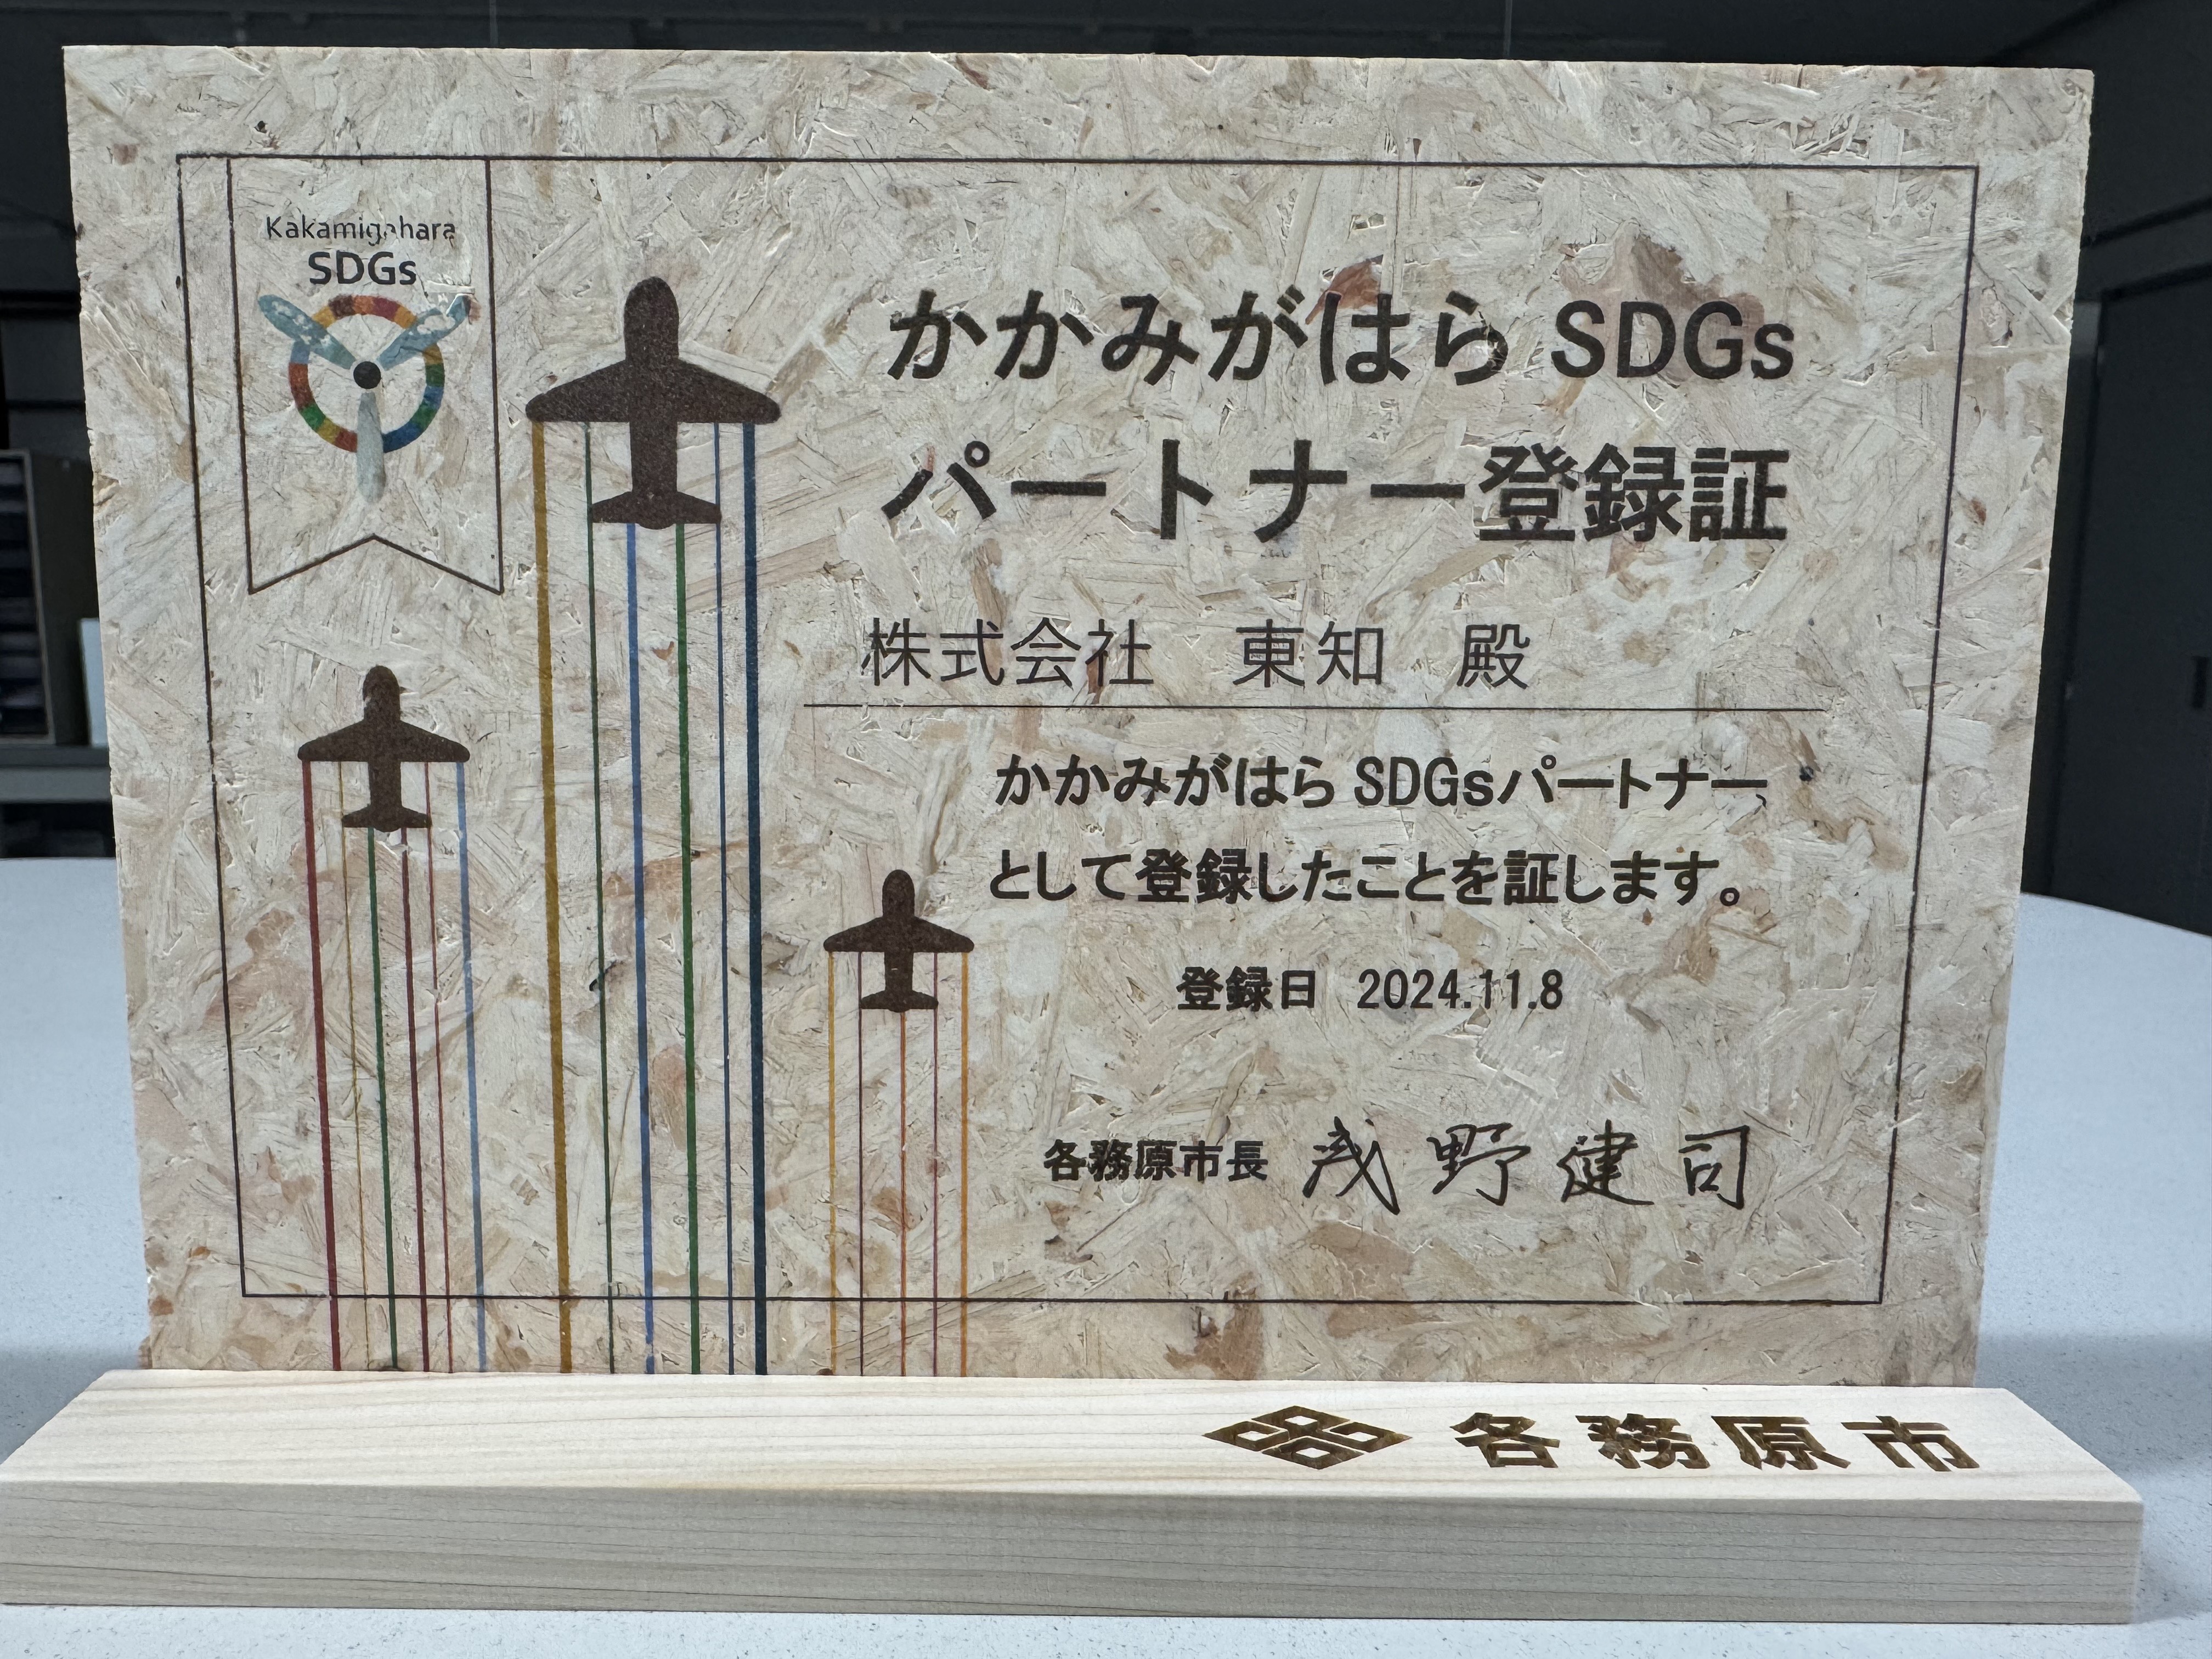 Kakamigahara
SDGs
かかみがはら SDGs
パートナー登録証
株式会社　東知　殿
かかみがはら SDGsパートナー
として登録したことを証します。
登録日 2024.11.8
各務原市長 浅野健司
各務原市